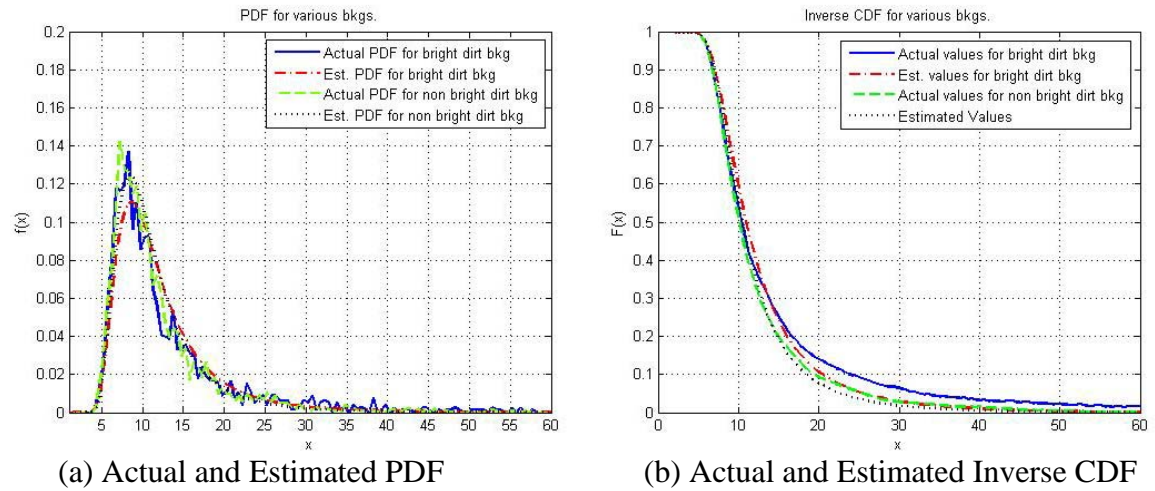 PDF for various bkgs.
0.2
0.18
0.16
0.14
0.12
0.1
0.08
0.06
0.04
0.02
0
f(x)
Actual PDF for bright dirt bkg
Est. PDF for bright dirt bkg
Actual PDF for non bright dirt bkg
Est. PDF for non bright dirt bkg
5 10 15 20 25 30 35 40 45 50 55 60
x
(a) Actual and Estimated PDF
Inverse CDF for various bkgs.
1
0.9
0.8
0.7
0.6
0.5
0.4
0.3
0.2
0.1
0
F(x)
Actual values for bright dirt bkg
Est. values for bright dirt bkg
Actual values for non bright dirt bkg
Estimated Values
0 10 20 30 40 50 60
x
(b) Actual and Estimated Inverse CDF